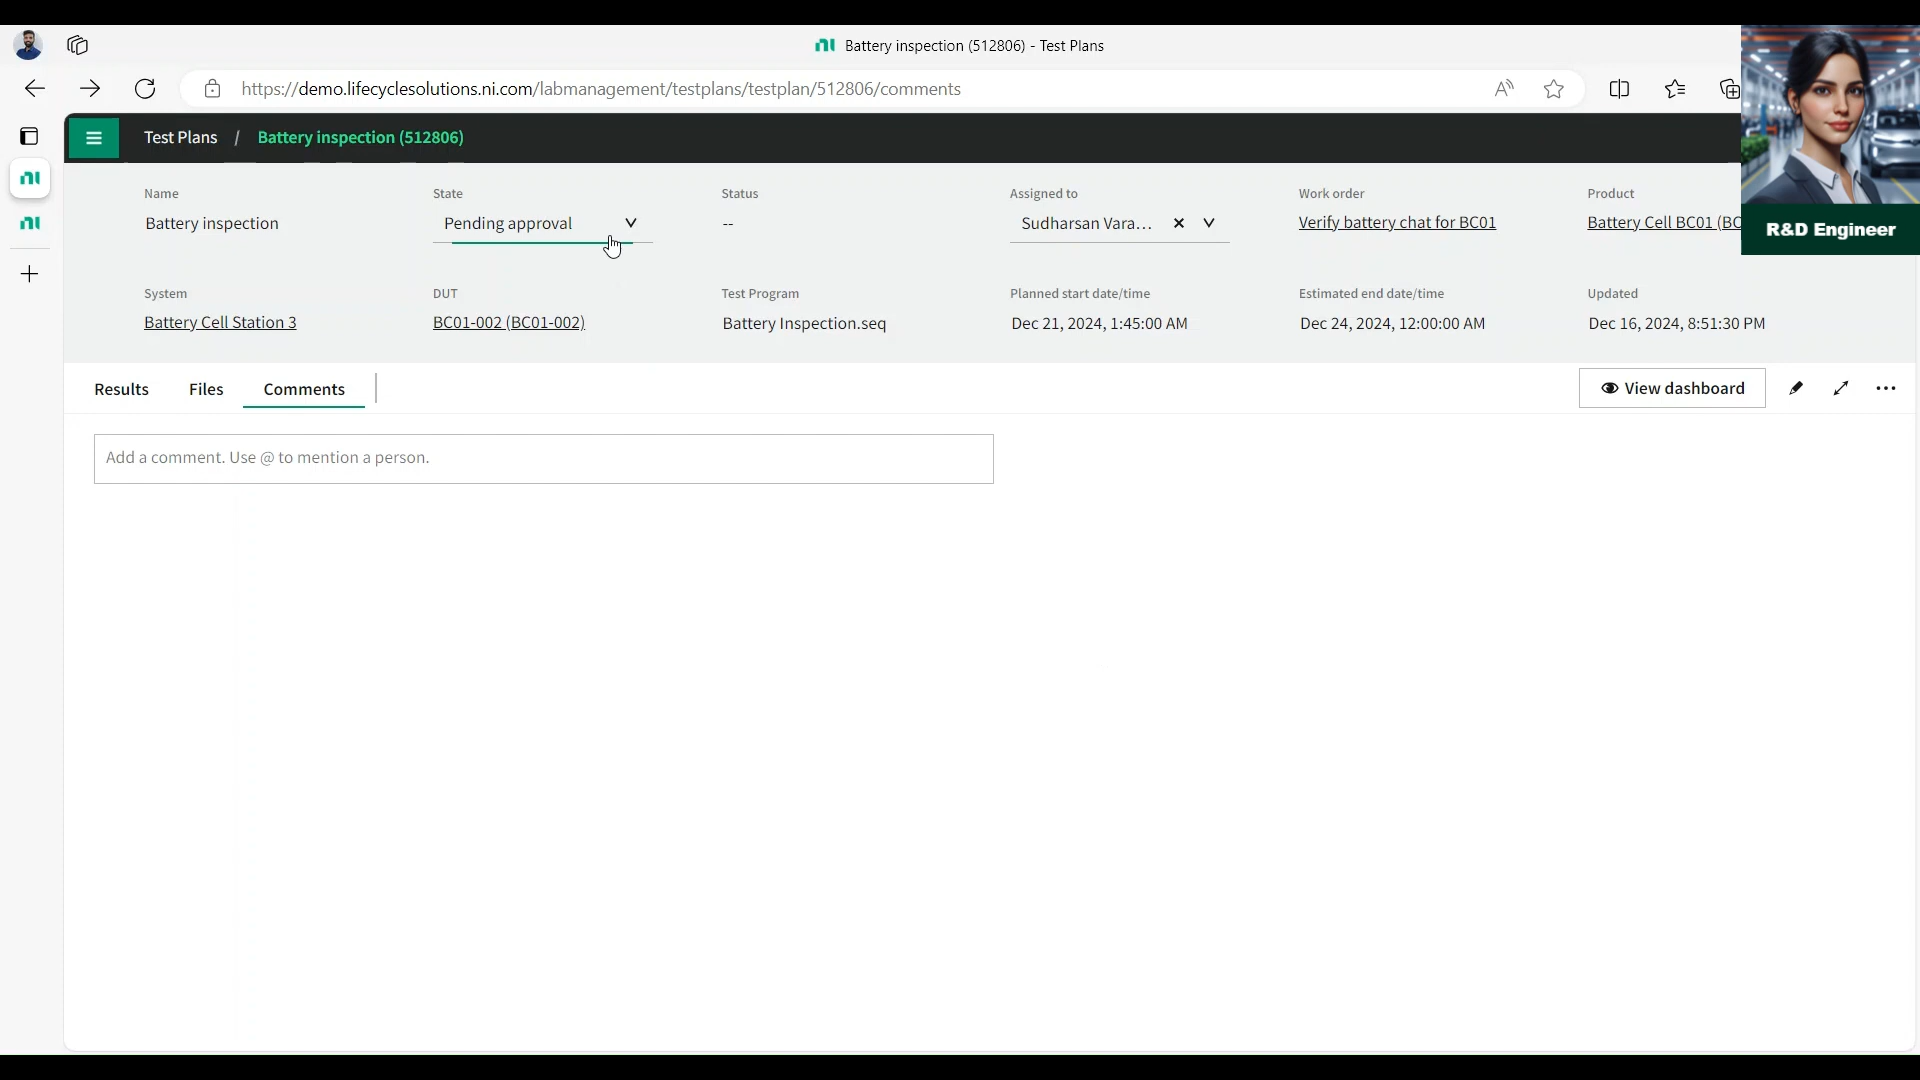 Battery inspection (512806) - Test Plans
https://demo.lifecyclesolutions.ni.com/labmanagement/testplans/testplan/512806/comments
Test Plans / Battery inspection (512806)
Name State Status Assigned to Work order Product
Battery inspection Pending approval -- Sudharsan Vara... Verify battery chat for BC01 Battery Cell BC01 (BC
R&D Engineer
System DUT Test Program Planned start date/time Estimated end date/time Updated
Battery Cell Station 3 BC01-002 (BC01-002) Battery Inspection.seq Dec 21, 2024, 1:45:00 AM Dec 24, 2024, 12:00:00 AM Dec 16, 2024, 8:51:30 PM
Results Files Comments View dashboard
Add a comment. Use @ to mention a person.